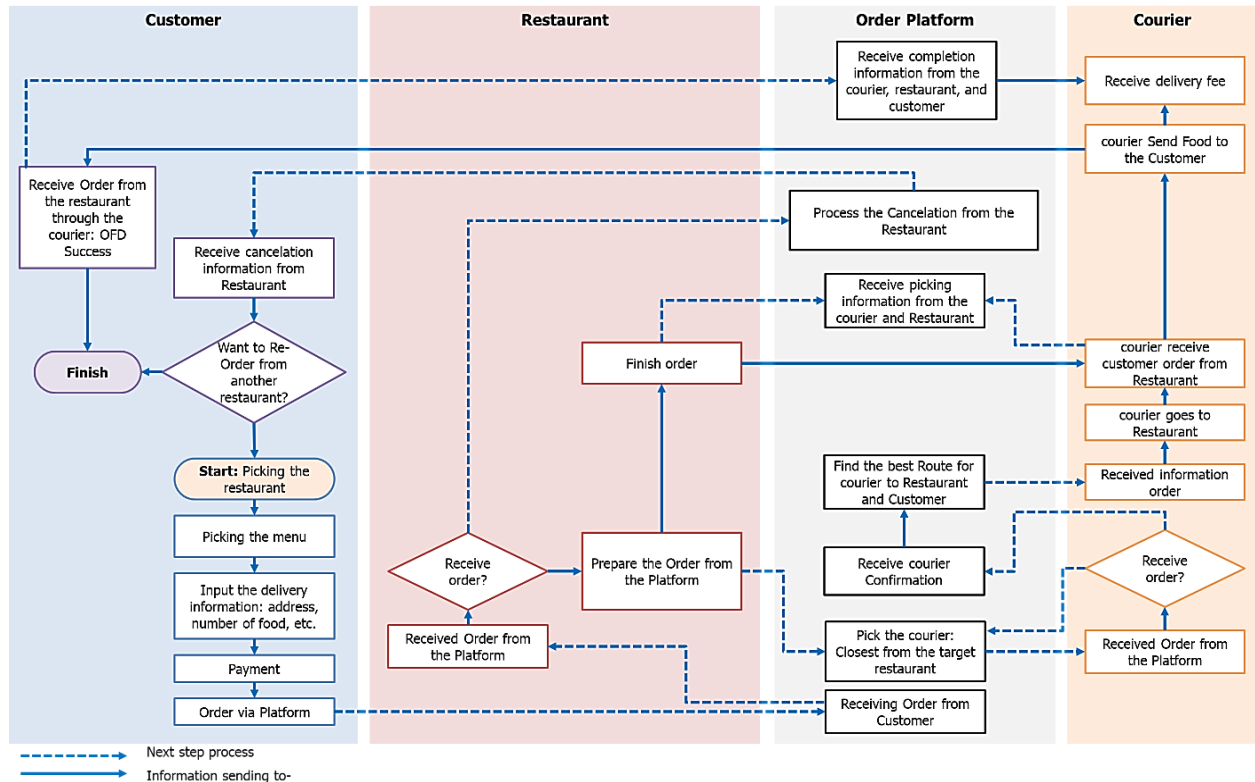 Customer
Restaurant
Order Platform
Courier
Receive completion
information from the
courier, restaurant, and
customer
Receive delivery fee
courier Send Food to
the Customer
Receive Order from
the restaurant
through the
courier: OFD
Success
Process the Cancelation from the
Restaurant
Receive cancelation
information from
Restaurant
Receive picking
information from the
courier and Restaurant
Want to Re-
Order from
another
restaurant?
Finish
Finish order
courier receive
customer order from
Restaurant
courier goes to
Restaurant
Start: Picking the
restaurant
Find the best Route for
courier to Restaurant
and Customer
Received information
order
Picking the menu
Receive
order?
Prepare the Order from
the Platform
Receive courier
Confirmation
Receive
order?
Input the delivery
information: address,
number of food, etc.
Received Order from
the Platform
Pick the courier:
Closest from the target
restaurant
Received Order from
the Platform
Payment
Order via Platform
Receiving Order from
Customer
Next step process
Information sending to-